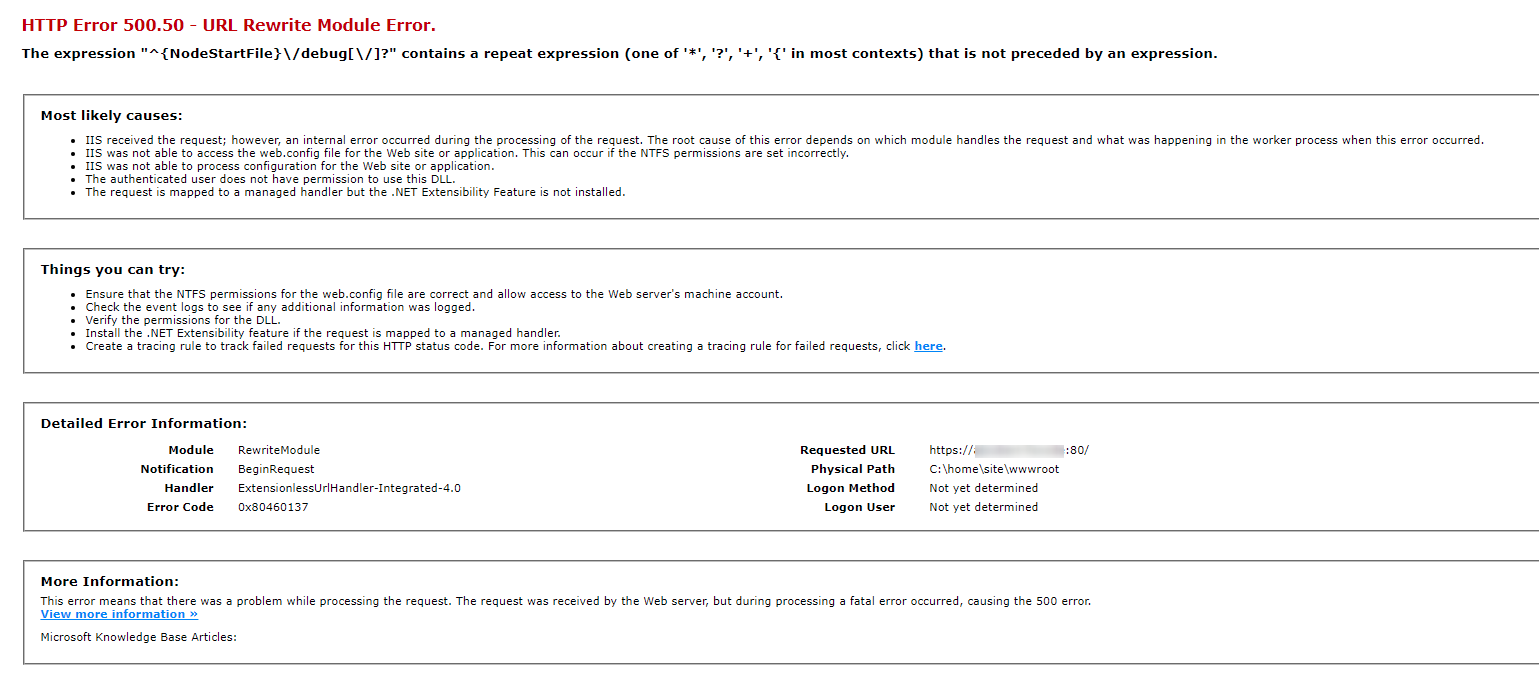 HTTP Error 500.50 - URL Rewrite Module Error.
The expression "^{NodeStartFile}\/debug[\/]?" contains a repeat expression (one of '*', '?', '+', '{' in most contexts) that is not preceded by an expression.
Most likely causes:
• IIS received the request; however, an internal error occurred during the processing of the request. The root cause of this error depends on which module handles the request and what was happening in the worker process when this error occurred.
• IIS was not able to access the web.config file for the Web site or application. This can occur if the NTFS permissions are set incorrectly.
• IIS was not able to process configuration for the Web site or application.
• The authenticated user does not have permission to use this DLL.
• The request is mapped to a managed handler but the .NET Extensibility Feature is not installed.
Things you can try:
• Ensure that the NTFS permissions for the web.config file are correct and allow access to the Web server's machine account.
• Check the event logs to see if any additional information was logged.
• Verify the permissions for the DLL.
• Install the .NET Extensibility feature if the request is mapped to a managed handler.
• Create a tracing rule to track failed requests for this HTTP status code. For more information about creating a tracing rule for failed requests, click here.
Detailed Error Information:
Module RewriteModule
Notification BeginRequest
Handler ExtensionlessUrlHandler-Integrated-4.0
Error Code 0x80460137
Requested URL https:// :80/
Physical Path C:\home\site\wwwroot
Logon Method Not yet determined
Logon User Not yet determined
More Information:
This error means that there was a problem while processing the request. The request was received by the Web server, but during processing a fatal error occurred, causing the 500 error.
View more information »
Microsoft Knowledge Base Articles: